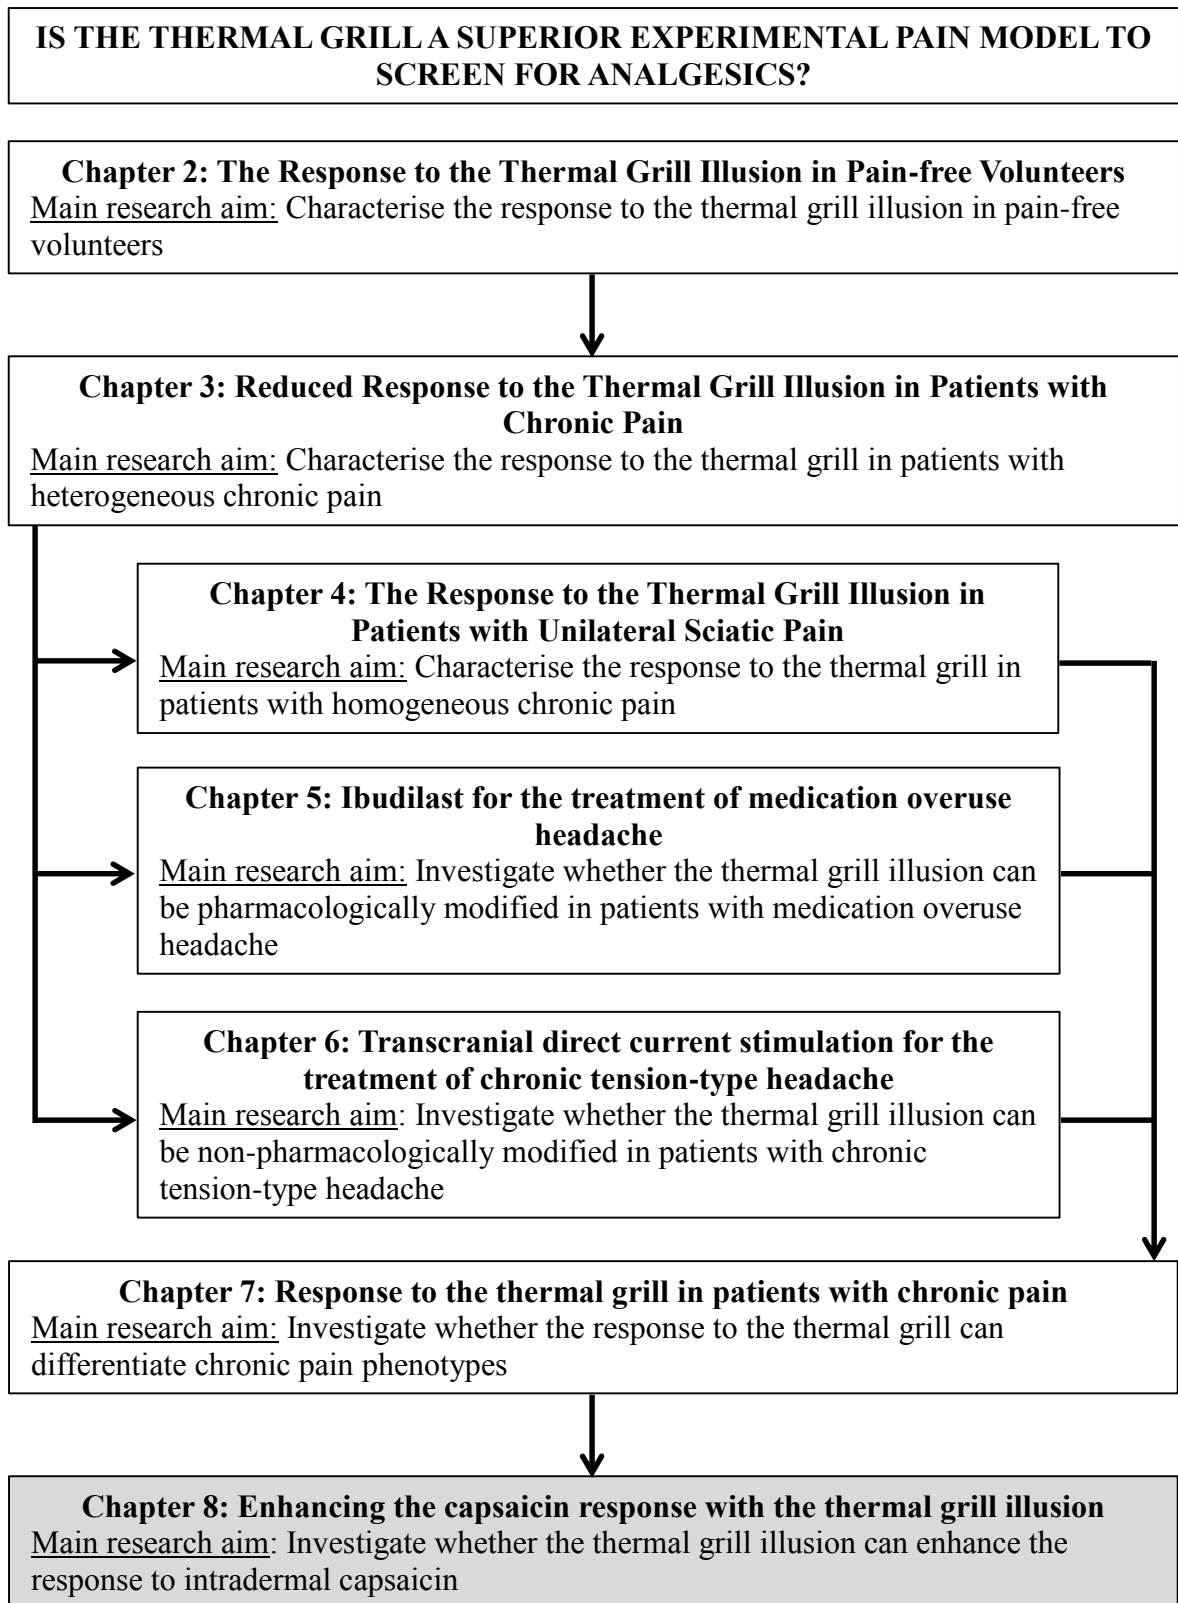 IS THE THERMAL GRILL A SUPERIOR EXPERIMENTAL PAIN MODEL TO
SCREEN FOR ANALGESICS?
Chapter 2: The Response to the Thermal Grill Illusion in Pain-free Volunteers
Main research aim: Characterise the response to the thermal grill illusion in pain-free
volunteers
Chapter 3: Reduced Response to the Thermal Grill Illusion in Patients with
Chronic Pain
Main research aim: Characterise the response to the thermal grill in patients with
heterogeneous chronic pain
Chapter 4: The Response to the Thermal Grill Illusion in
Patients with Unilateral Sciatic Pain
Main research aim: Characterise the response to the thermal grill in
patients with homogeneous chronic pain
Chapter 5: Ibudilast for the treatment of medication overuse
headache
Main research aim: Investigate whether the thermal grill illusion can
be pharmacologically modified in patients with medication overuse
headache
Chapter 6: Transcranial direct current stimulation for the
treatment of chronic tension-type headache
Main research aim: Investigate whether the thermal grill illusion can
be non-pharmacologically modified in patients with chronic
tension-type headache
Chapter 7: Response to the thermal grill in patients with chronic pain
Main research aim: Investigate whether the response to the thermal grill can
differentiate chronic pain phenotypes
Chapter 8: Enhancing the capsaicin response with the thermal grill illusion
Main research aim: Investigate whether the thermal grill illusion can enhance the
response to intradermal capsaicin